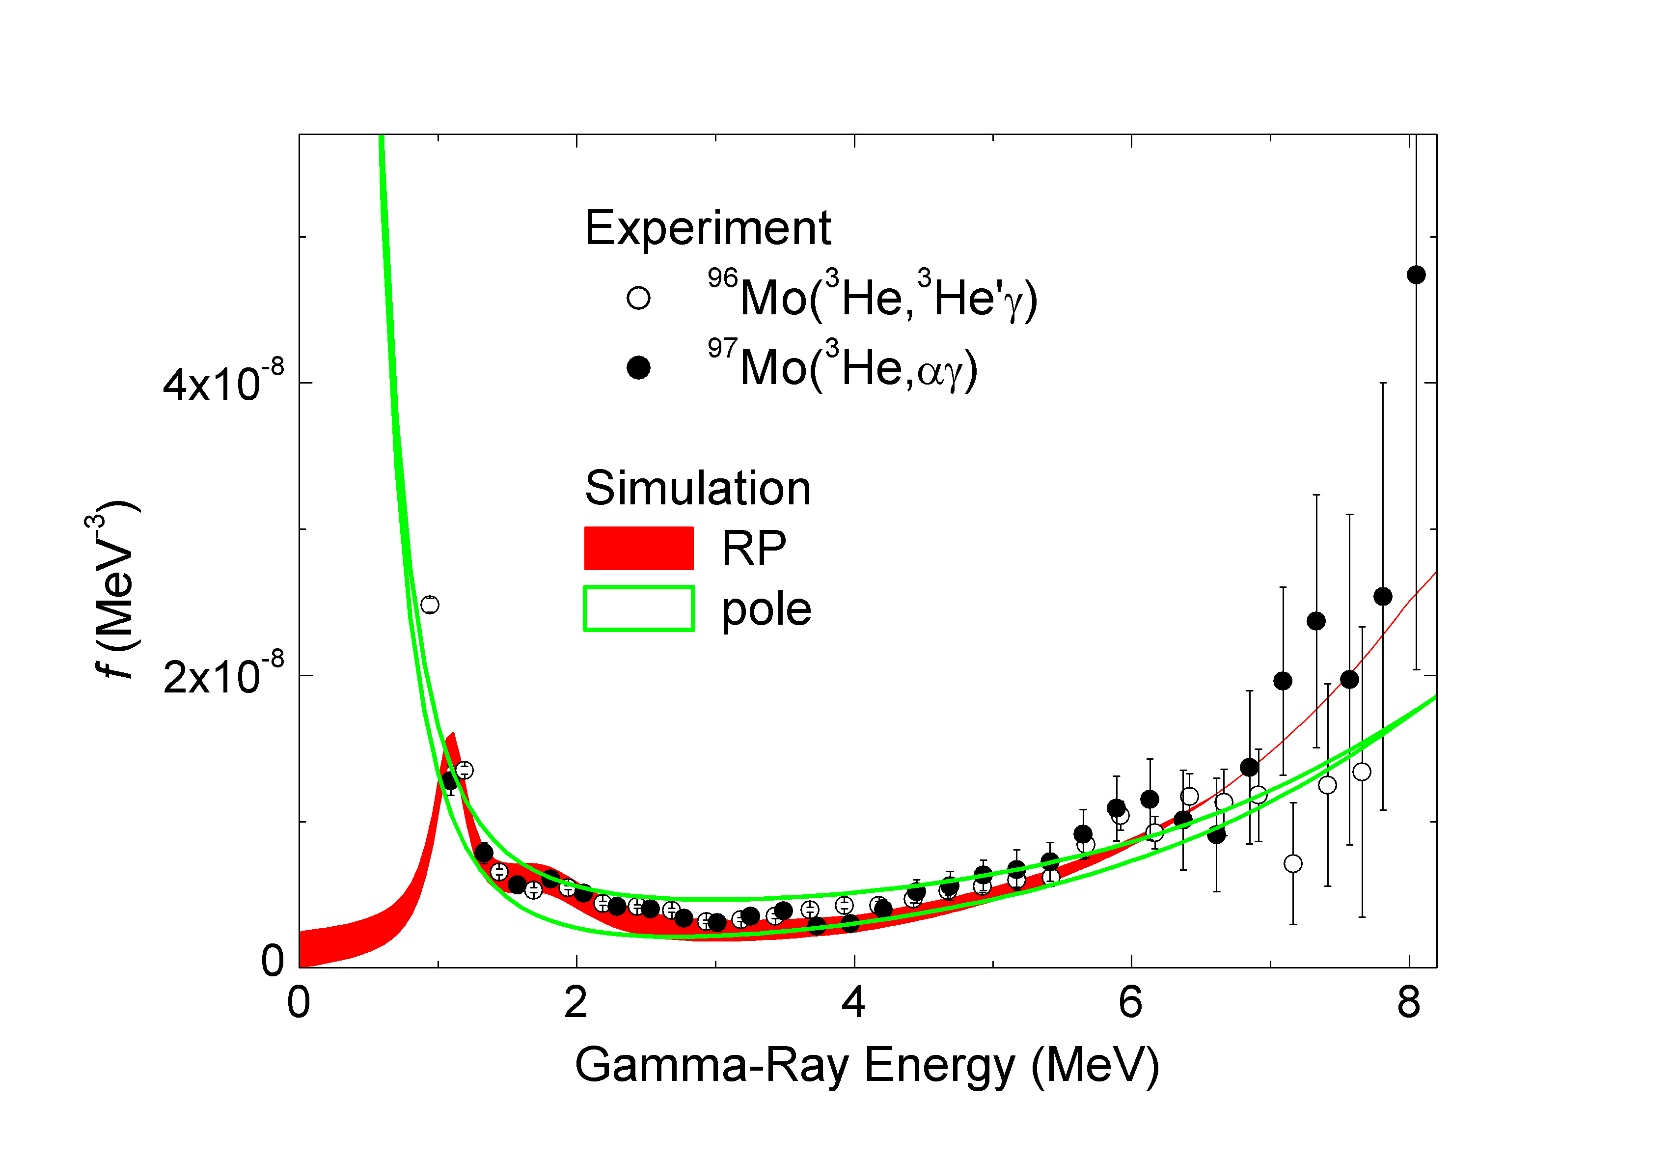 Experiment
⁹⁶Mo(³He,³He'γ)
⁹⁷Mo(³He,αγ)
4x10⁻⁸
Simulation
RP
pole
f (MeV⁻³)
2x10⁻⁸
0
0 2 4 6 8
Gamma-Ray Energy (MeV)